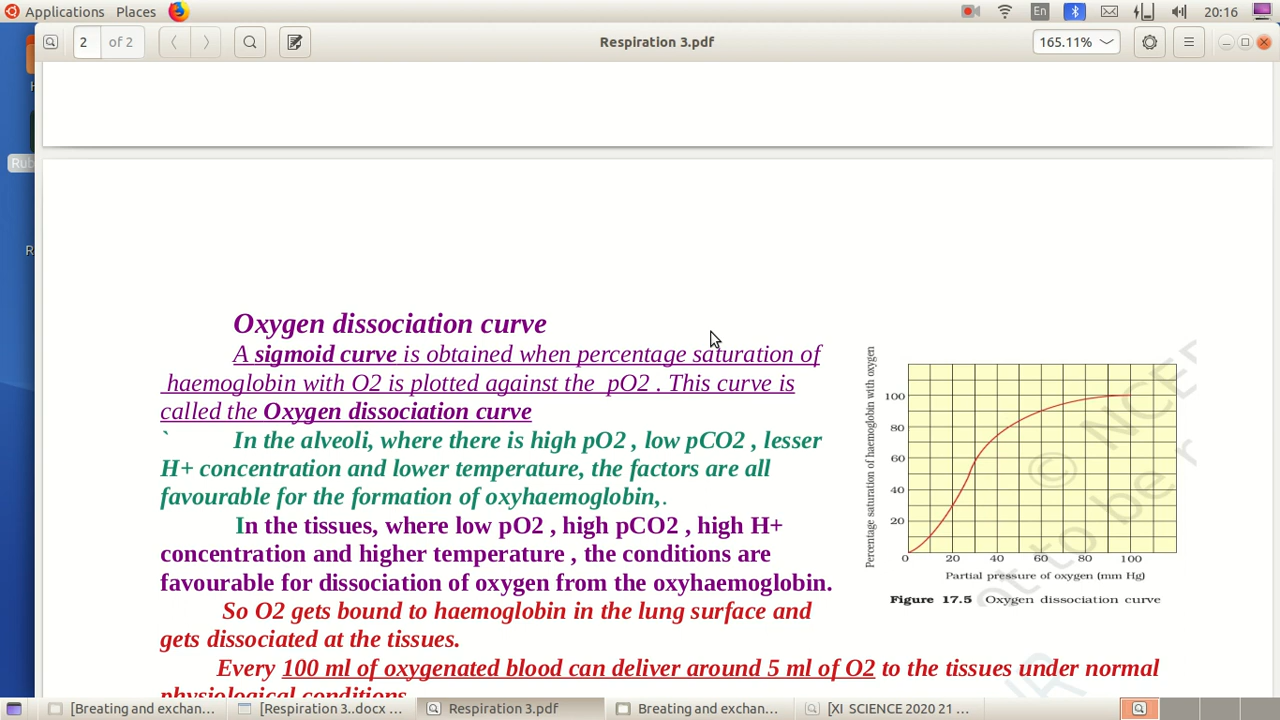 Applications Places En 20:16
2 of 2 Respiration 3.pdf 165.11%
Oxygen dissociation curve
A sigmoid curve is obtained when percentage saturation of
haemoglobin with O2 is plotted against the pO2 . This curve is
called the Oxygen dissociation curve
` In the alveoli, where there is high pO2 , low pCO2 , lesser
H+ concentration and lower temperature, the factors are all
favourable for the formation of oxyhaemoglobin,.
In the tissues, where low pO2 , high pCO2 , high H+
concentration and higher temperature , the conditions are
favourable for dissociation of oxygen from the oxyhaemoglobin.
So O2 gets bound to haemoglobin in the lung surface and
gets dissociated at the tissues.
Every 100 ml of oxygenated blood can deliver around 5 ml of O2 to the tissues under normal
physiological conditions
Percentage saturation of haemoglobin with oxygen
100
80
60
40
20
0 20 40 60 80 100
Partial pressure of oxygen (mm Hg)
Figure 17.5 Oxygen dissociation curve
© NCE
ot to be r
[Breating and exchan... [Respiration 3..docx ... Respiration 3.pdf Breating and exchan... [XI SCIENCE 2020 21 ...